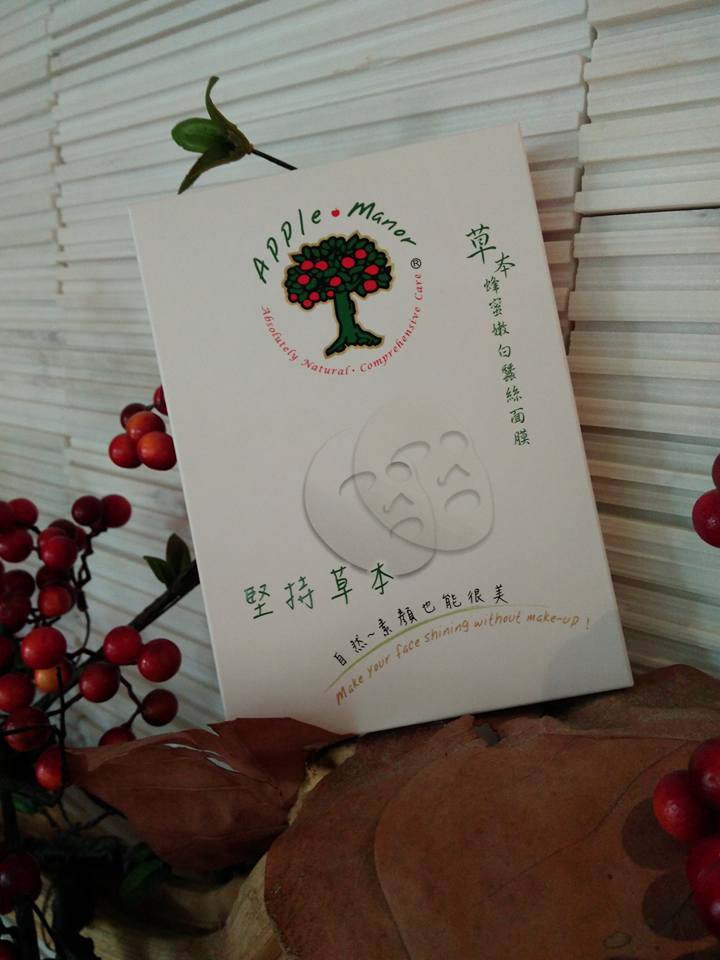 Apple Manor®
Absolutely Natural · Comprehensive Care
草本
蜂蜜嫩白蠶絲面膜
堅持草本
自然~素顏也能很美
Make your face shining without make-up !